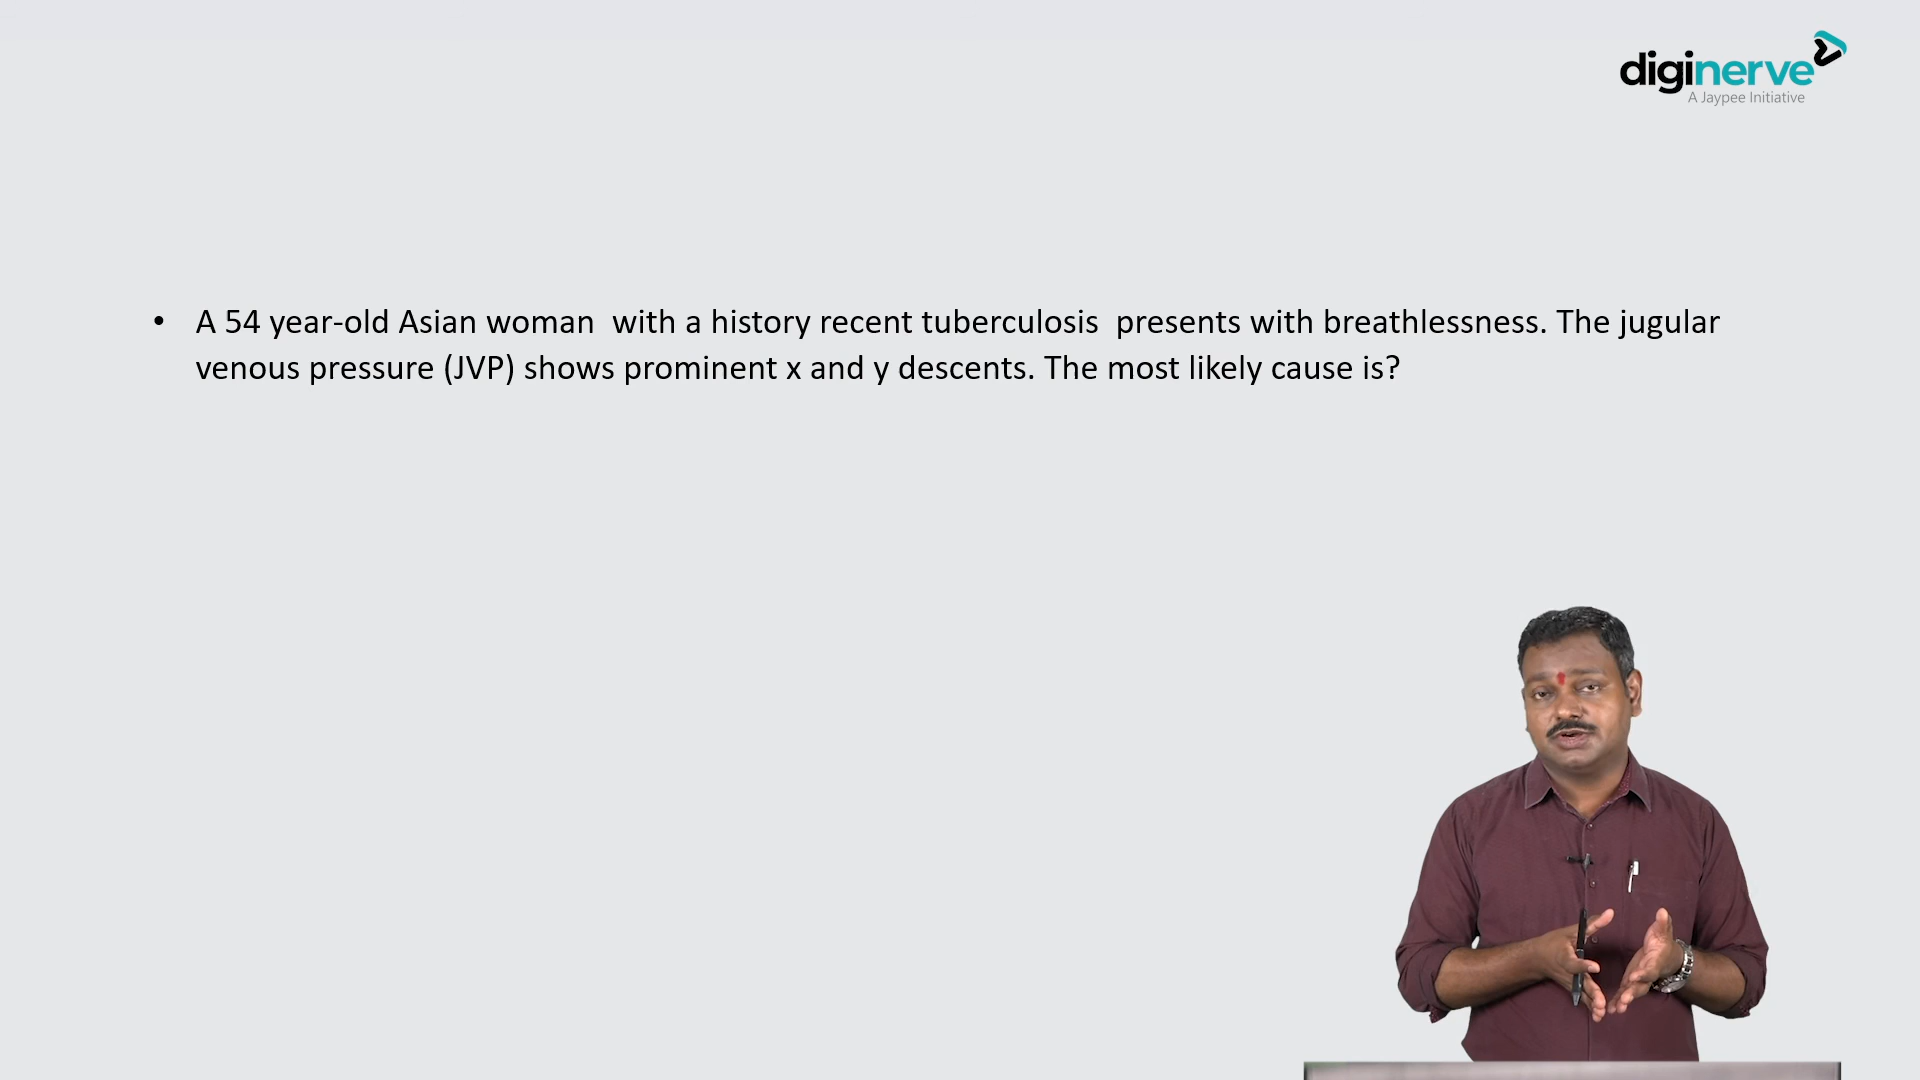 diginerve
A Jaypee Initiative
• A 54 year-old Asian woman  with a history recent tuberculosis  presents with breathlessness. The jugular
venous pressure (JVP) shows prominent x and y descents. The most likely cause is?